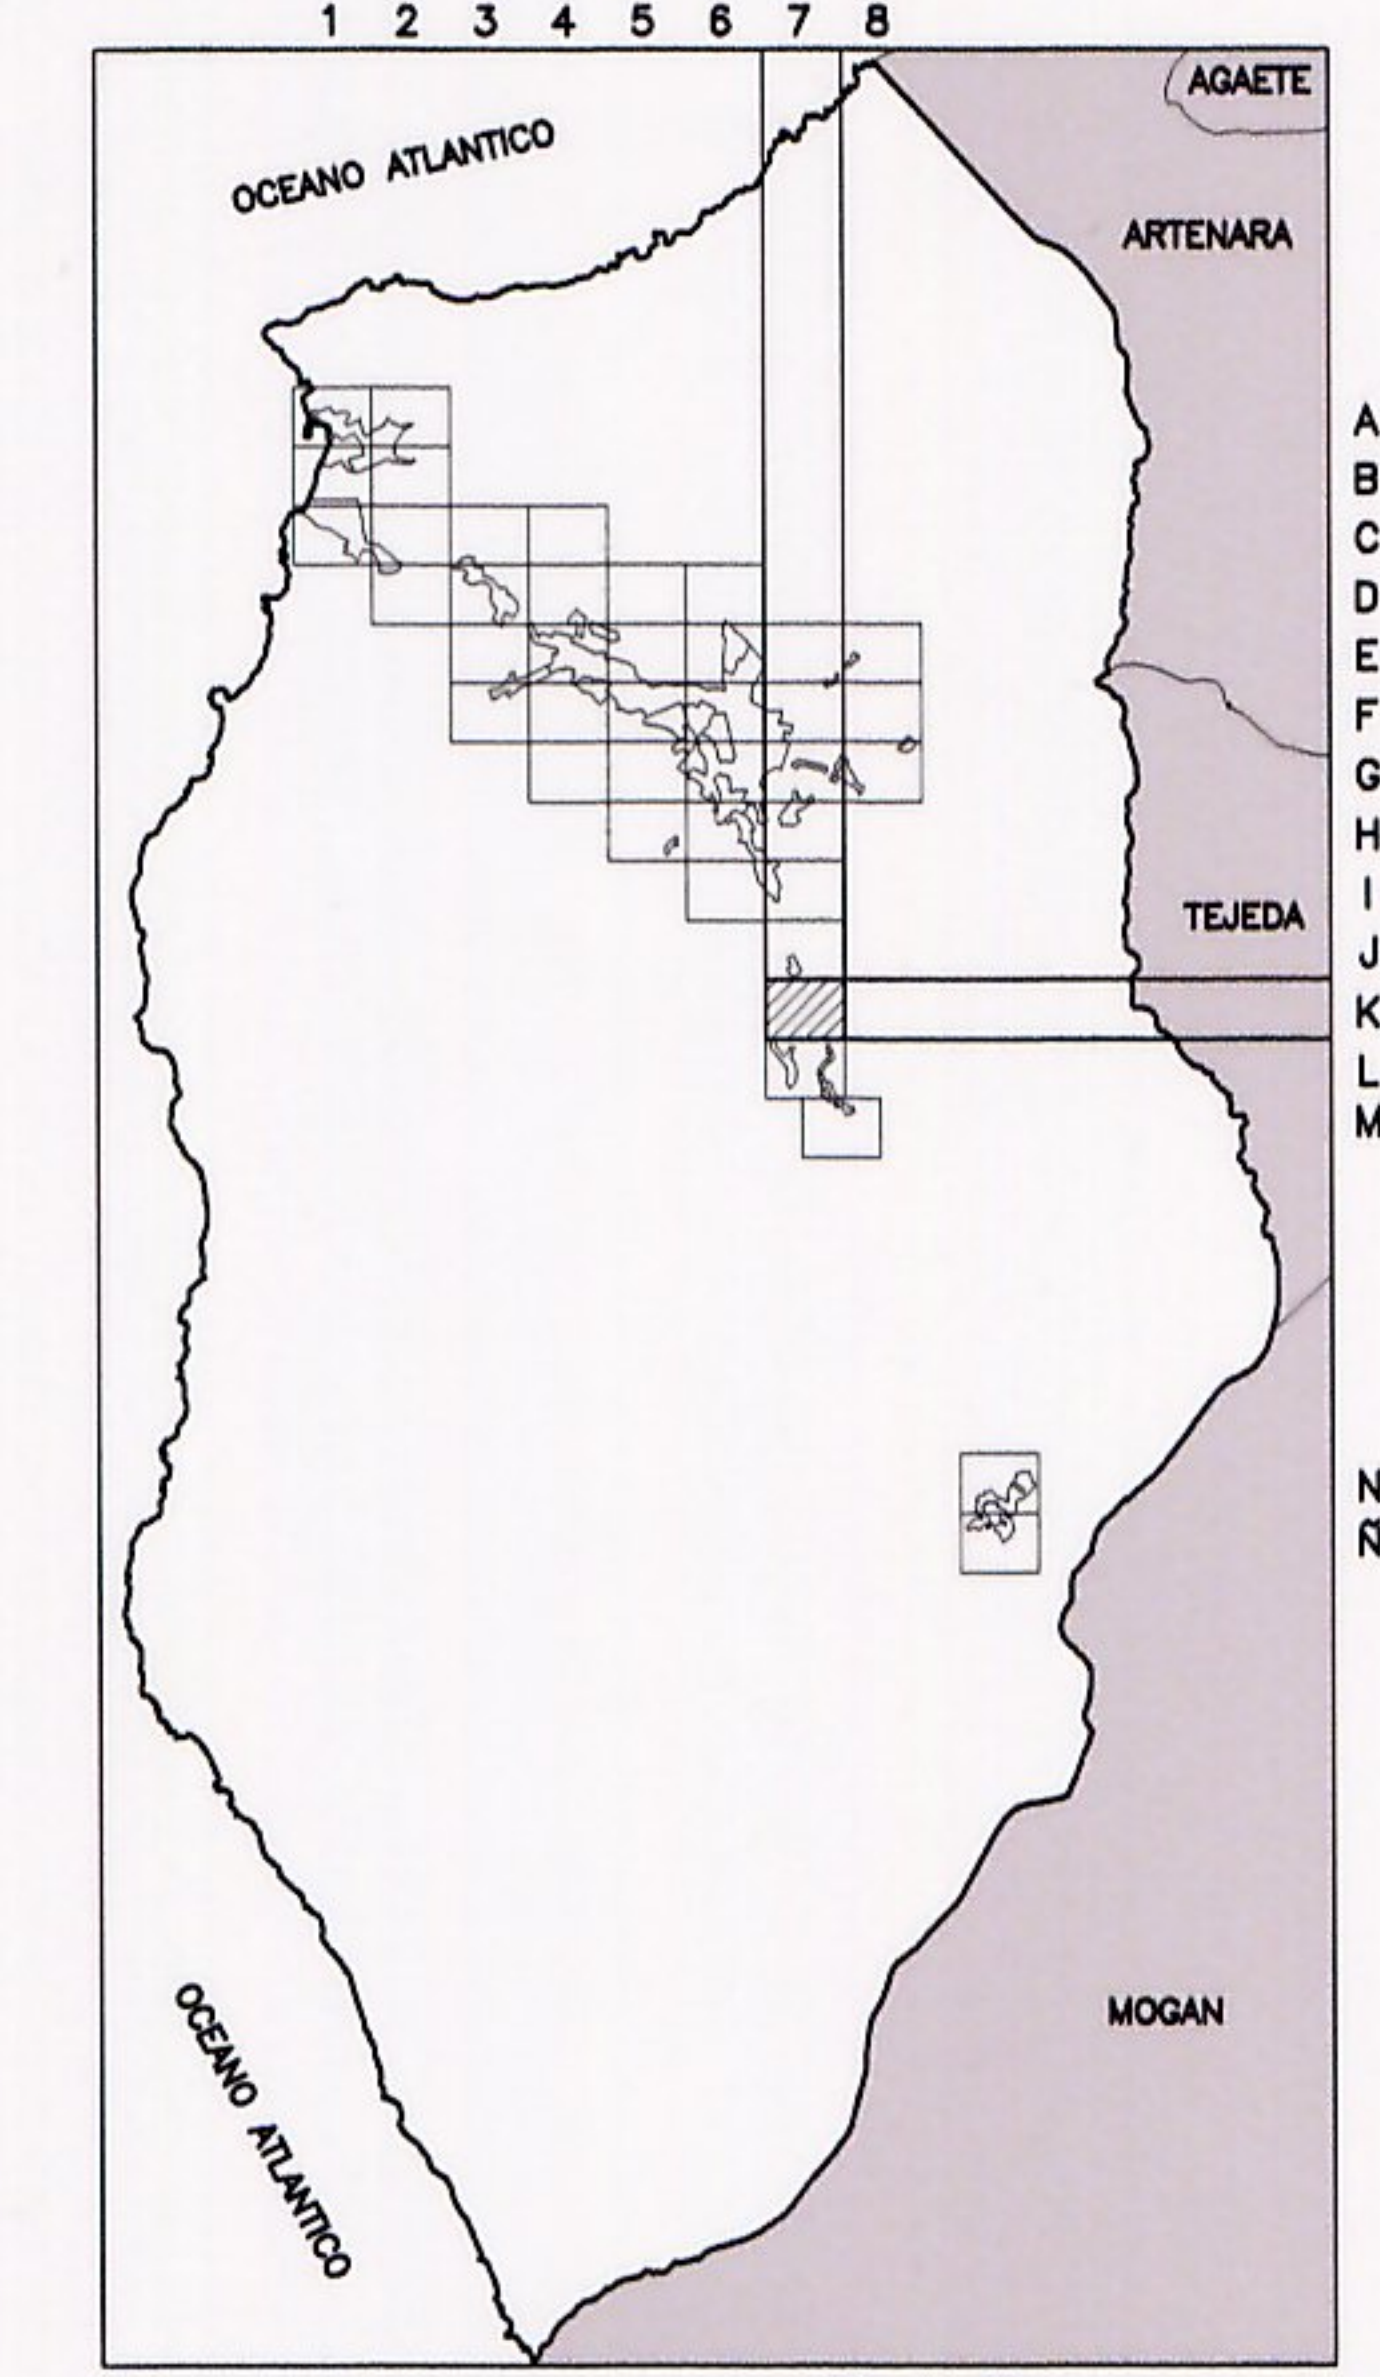 1 2 3 4 5 6 7 8
AGAETE
OCEANO ATLANTICO
ARTENARA
A
B
C
D
E
F
G
H
I
TEJEDA
J
K
L
M
N
Ñ
MOGAN
OCEANO ATLANTICO